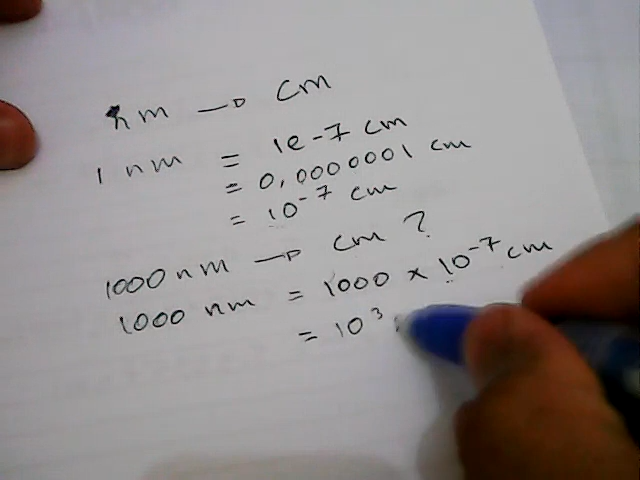 nm → cm
1 nm = 1e-7 cm
= 0,0000001 cm
= 10⁻⁷ cm
1000 nm → cm ?
1000 nm = 1000 × 10⁻⁷ cm
= 10³